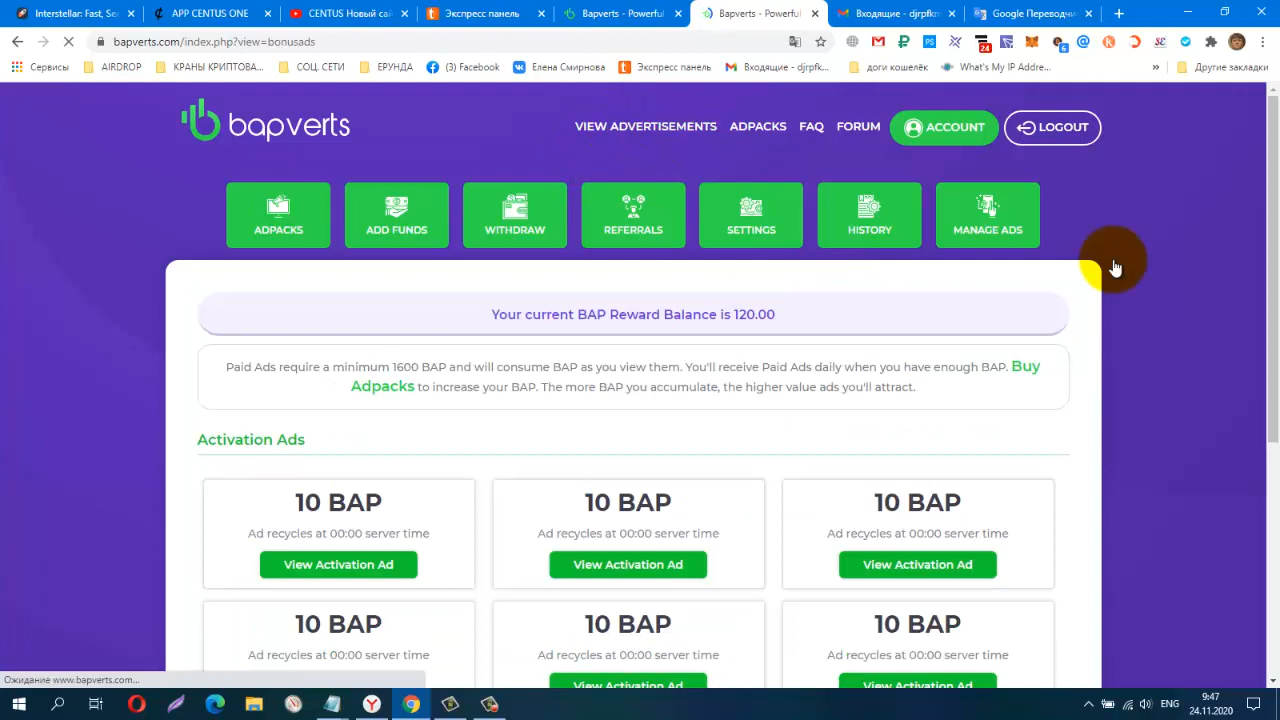 Interstellar: Fast, Se
APP CENTUS ONE
CENTUS Новый са
Экспресс панель
Bapverts - Powerful
Bapverts - Powerful
Входящие - djrpfkm
Google Переводчи
bapverts.com/index.php?view=bonusads
Сервисы
AIRDROP
КРАНЫ КРИПТОВА...
СОЦ. СЕТИ
ЕРУНДА
(3) Facebook
Елена Смирнова
Экспресс панель
Входящие - djrpfk...
доги кошелёк
What's My IP Addre...
»
Другие закладки
bapverts
VIEW ADVERTISEMENTS
ADPACKS
FAQ
FORUM
ACCOUNT
LOGOUT
ADPACKS
ADD FUNDS
WITHDRAW
REFERRALS
SETTINGS
HISTORY
MANAGE ADS
Your current BAP Reward Balance is 120.00
Paid Ads require a minimum 1600 BAP and will consume BAP as you view them. You'll receive Paid Ads daily when you have enough BAP. Buy
Adpacks to increase your BAP. The more BAP you accumulate, the higher value ads you'll attract.
Activation Ads
10 BAP
10 BAP
10 BAP
Ad recycles at 00:00 server time
Ad recycles at 00:00 server time
Ad recycles at 00:00 server time
View Activation Ad
View Activation Ad
View Activation Ad
10 BAP
10 BAP
10 BAP
Ad recycles at 00:00 server time
Ad recycles at 00:00 server time
Ad recycles at 00:00 server time
View Activation Ad
View Activation Ad
View Activation Ad
Ожидание www.bapverts.com...
ENG
9:47
24.11.2020